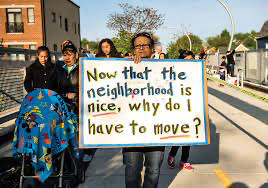 Now that the
neighborhood is
nice, why do I
have to move?